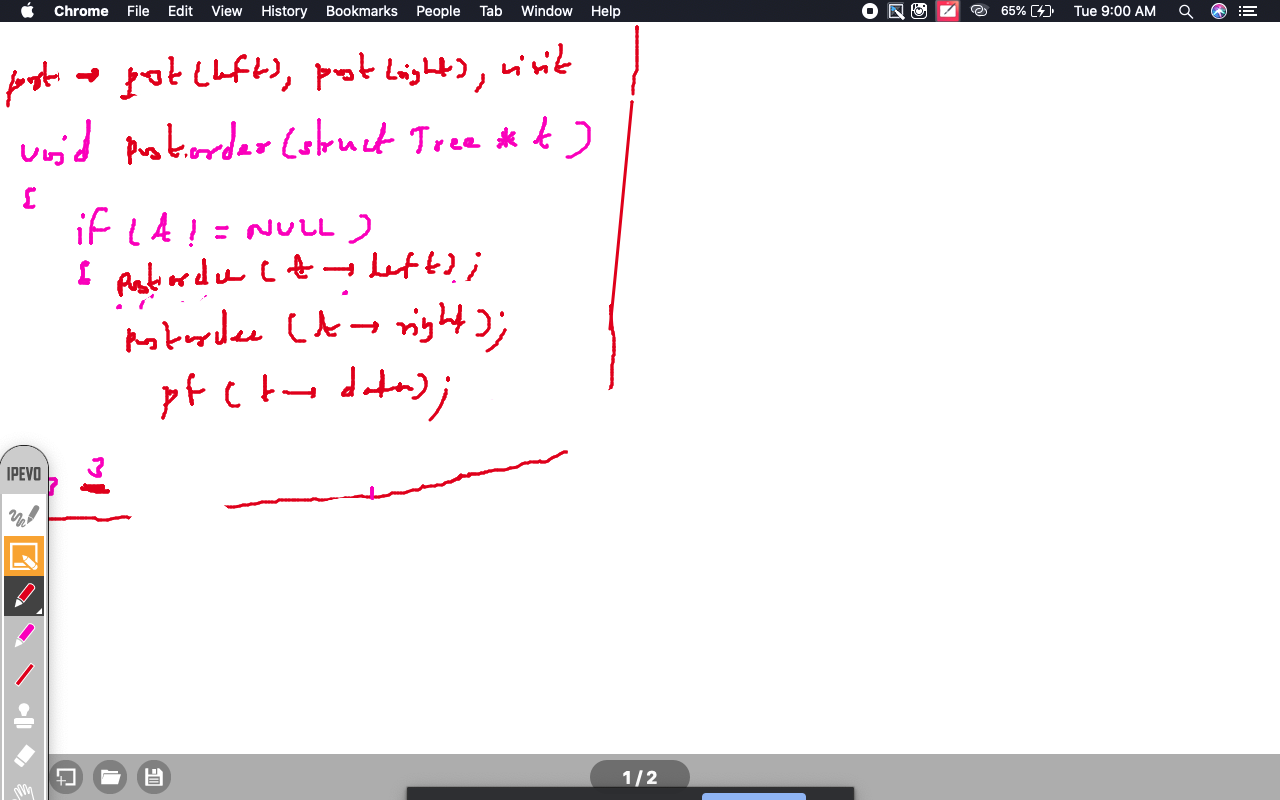 Chrome File Edit View History Bookmarks People Tab Window Help 65% Tue 9:00 AM
post → post (left), post (right), visit
void postorder (struct Tree * t )
{
if ( t ! = NULL )
{ postorder ( t → left ) ;
postorder ( t → right ) ;
pf ( t → data ) ;
3
IPEVO
1 / 2